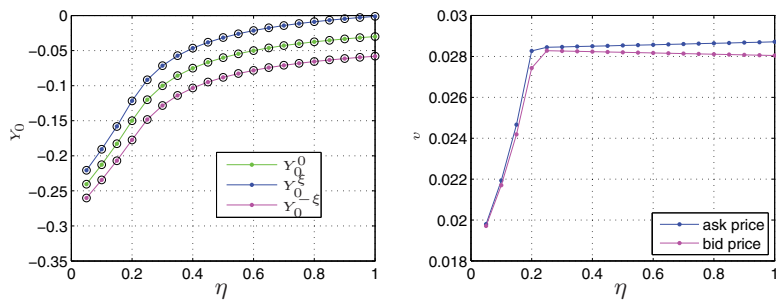 0
−0.05
−0.1
−0.15
−0.2
−0.25
−0.3
−0.35
Y₀
0 0.2 0.4 0.6 0.8 1
η
Y₀⁰
Y₀^ξ
Y₀^−ξ
0.03
0.028
0.026
0.024
0.022
0.02
0.018
v
0 0.2 0.4 0.6 0.8 1
η
ask price
bid price